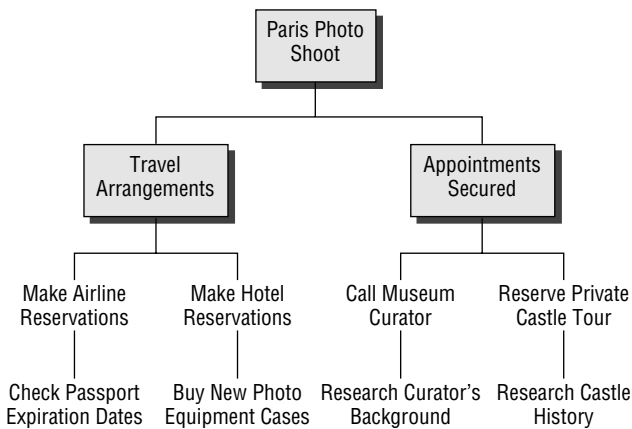 Paris Photo
Shoot
Travel
Arrangements
Appointments
Secured
Make Airline
Reservations
Make Hotel
Reservations
Call Museum
Curator
Reserve Private
Castle Tour
Check Passport
Expiration Dates
Buy New Photo
Equipment Cases
Research Curator's
Background
Research Castle
History